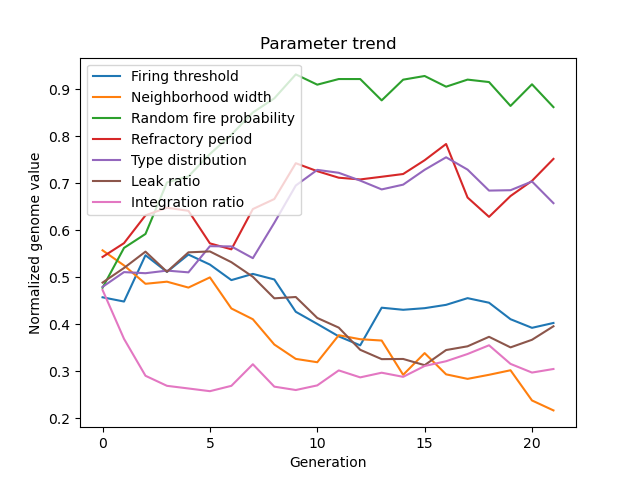 Parameter trend
Firing threshold
Neighborhood width
Random fire probability
Refractory period
Type distribution
Leak ratio
Integration ratio
Normalized genome value
0.9
0.8
0.7
0.6
0.5
0.4
0.3
0.2
0 5 10 15 20
Generation